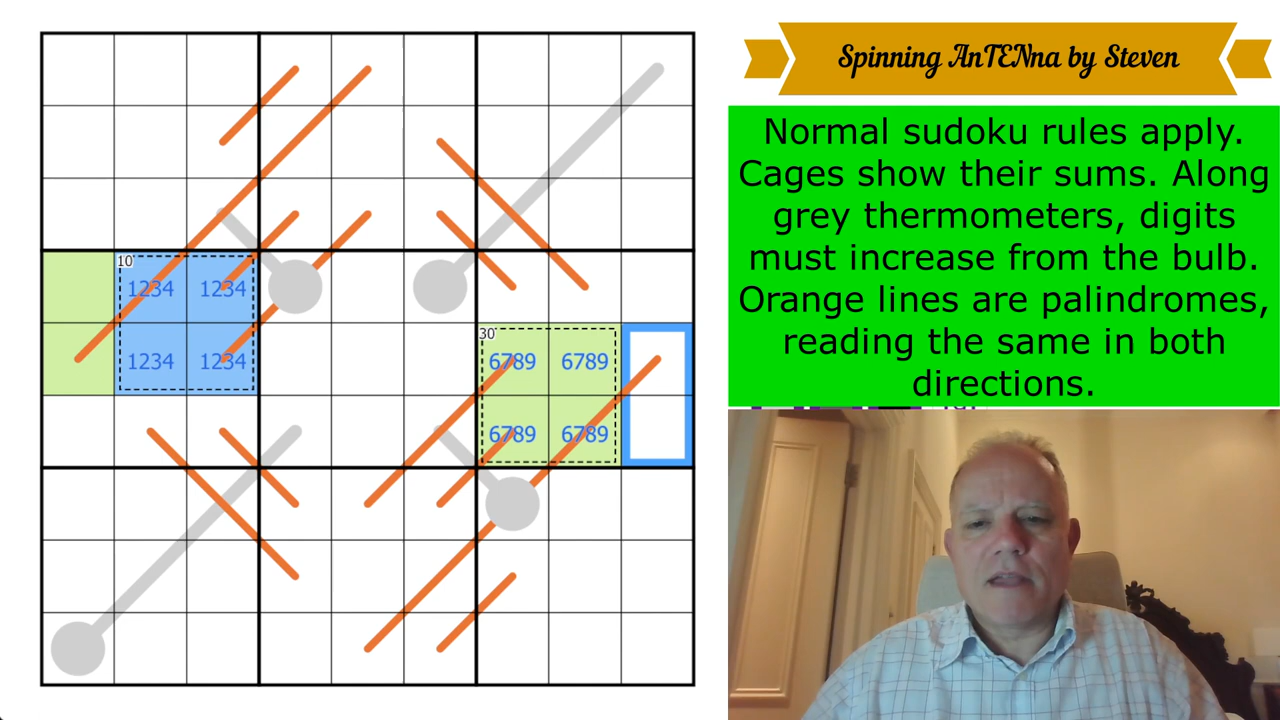 Spinning AnTENna by Steven
Normal sudoku rules apply.
Cages show their sums. Along
grey thermometers, digits
must increase from the bulb.
Orange lines are palindromes,
reading the same in both
directions.
10
1234 1234
30
1234 1234 6789 6789
6789 6789